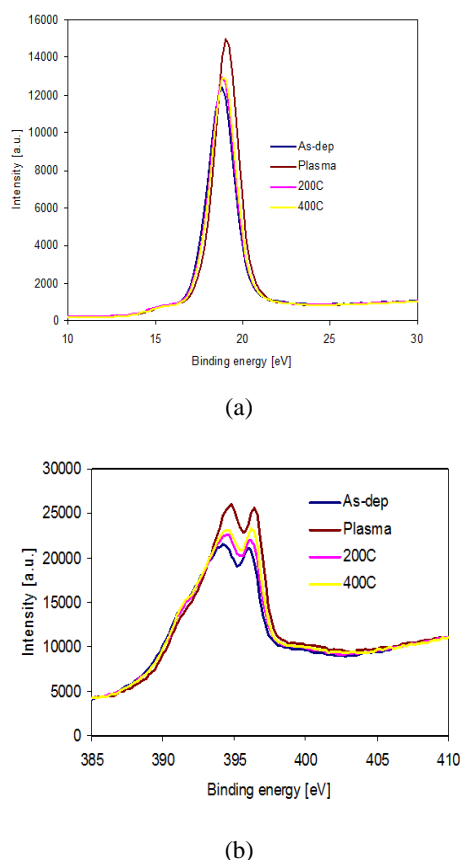 16000
14000
12000
10000
8000
6000
4000
2000
0
Intensity [a.u.]
As-dep
Plasma
200C
400C
10 15 20 25 30
Binding energy [eV]
(a)
30000
25000
20000
15000
10000
5000
0
Intensity [a.u.]
As-dep
Plasma
200C
400C
385 390 395 400 405 410
Binding energy [eV]
(b)